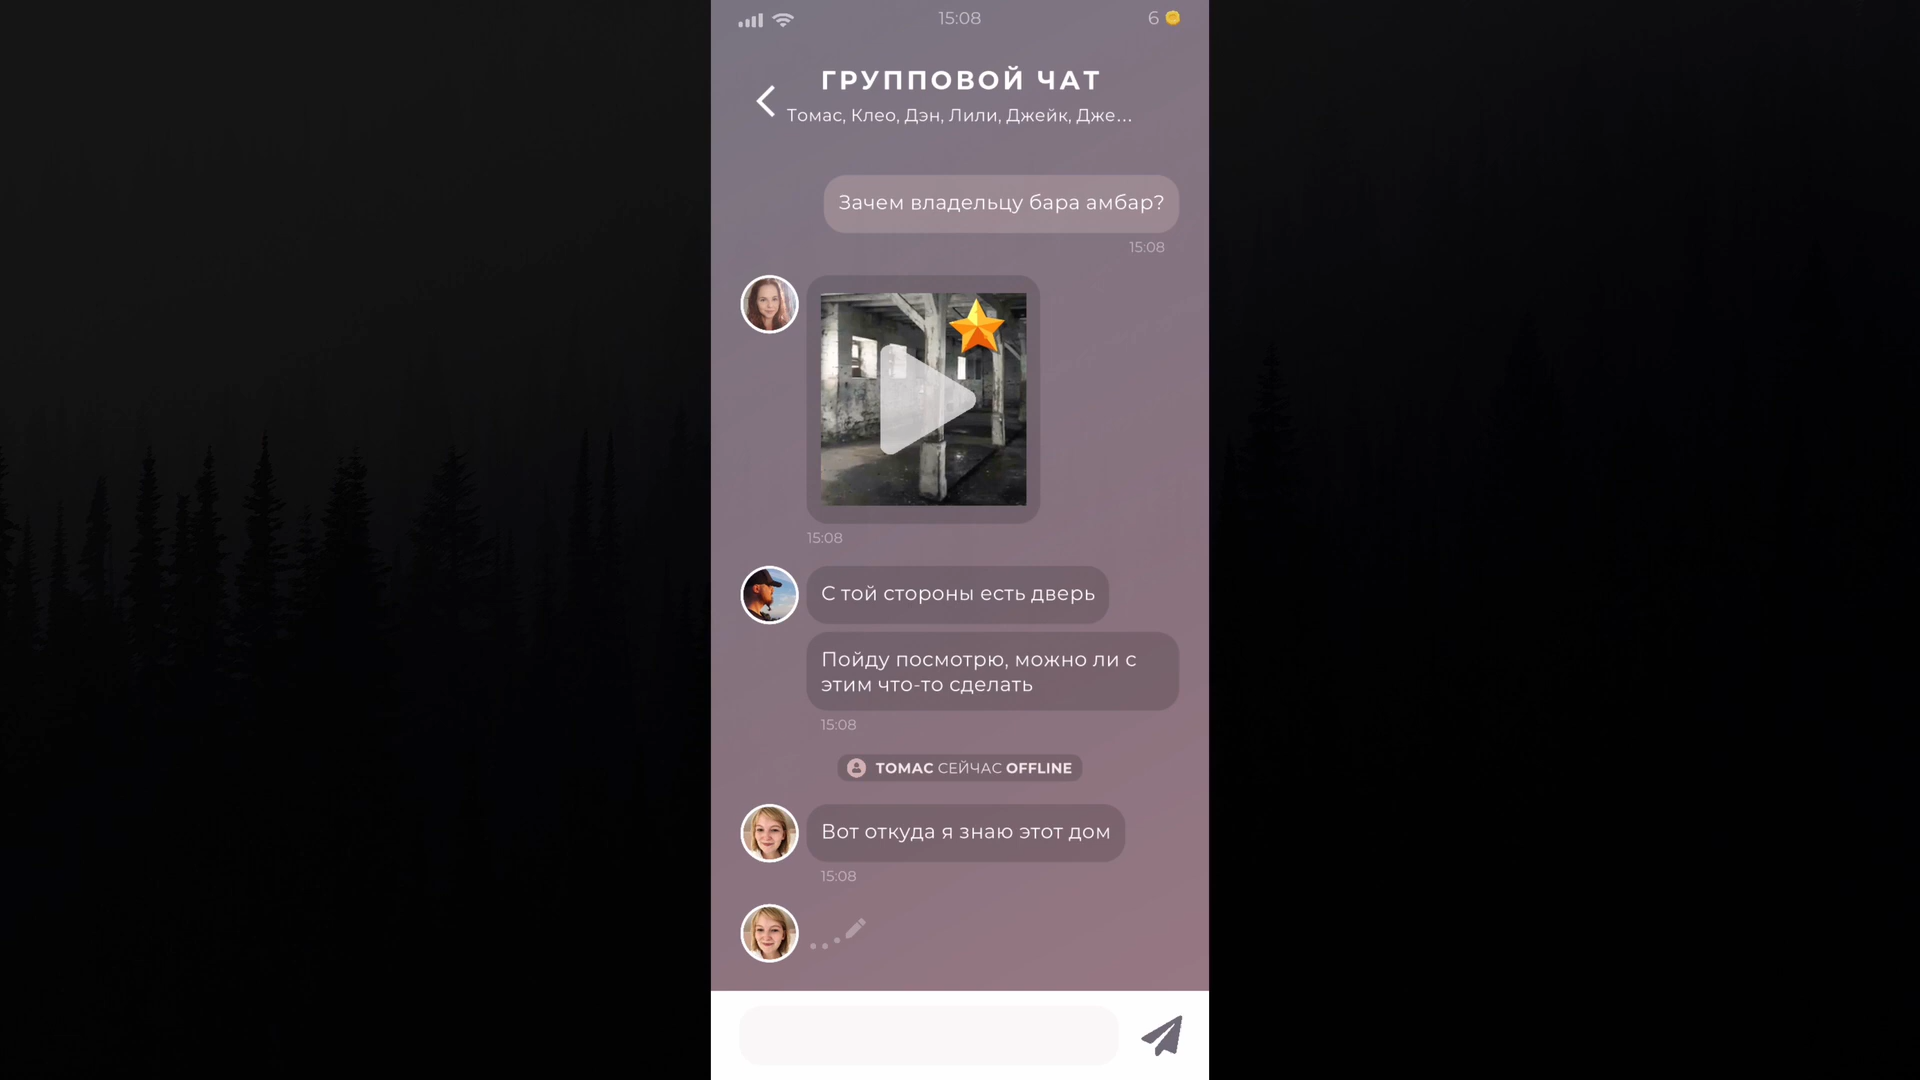 15:08
6
ГРУППОВОЙ ЧАТ
Томас, Клео, Дэн, Лили, Джейк, Дже...
Зачем владельцу бара амбар?
15:08
15:08
С той стороны есть дверь
Пойду посмотрю, можно ли с
этим что-то сделать
15:08
ТОМАС СЕЙЧАС OFFLINE
Вот откуда я знаю этот дом
15:08